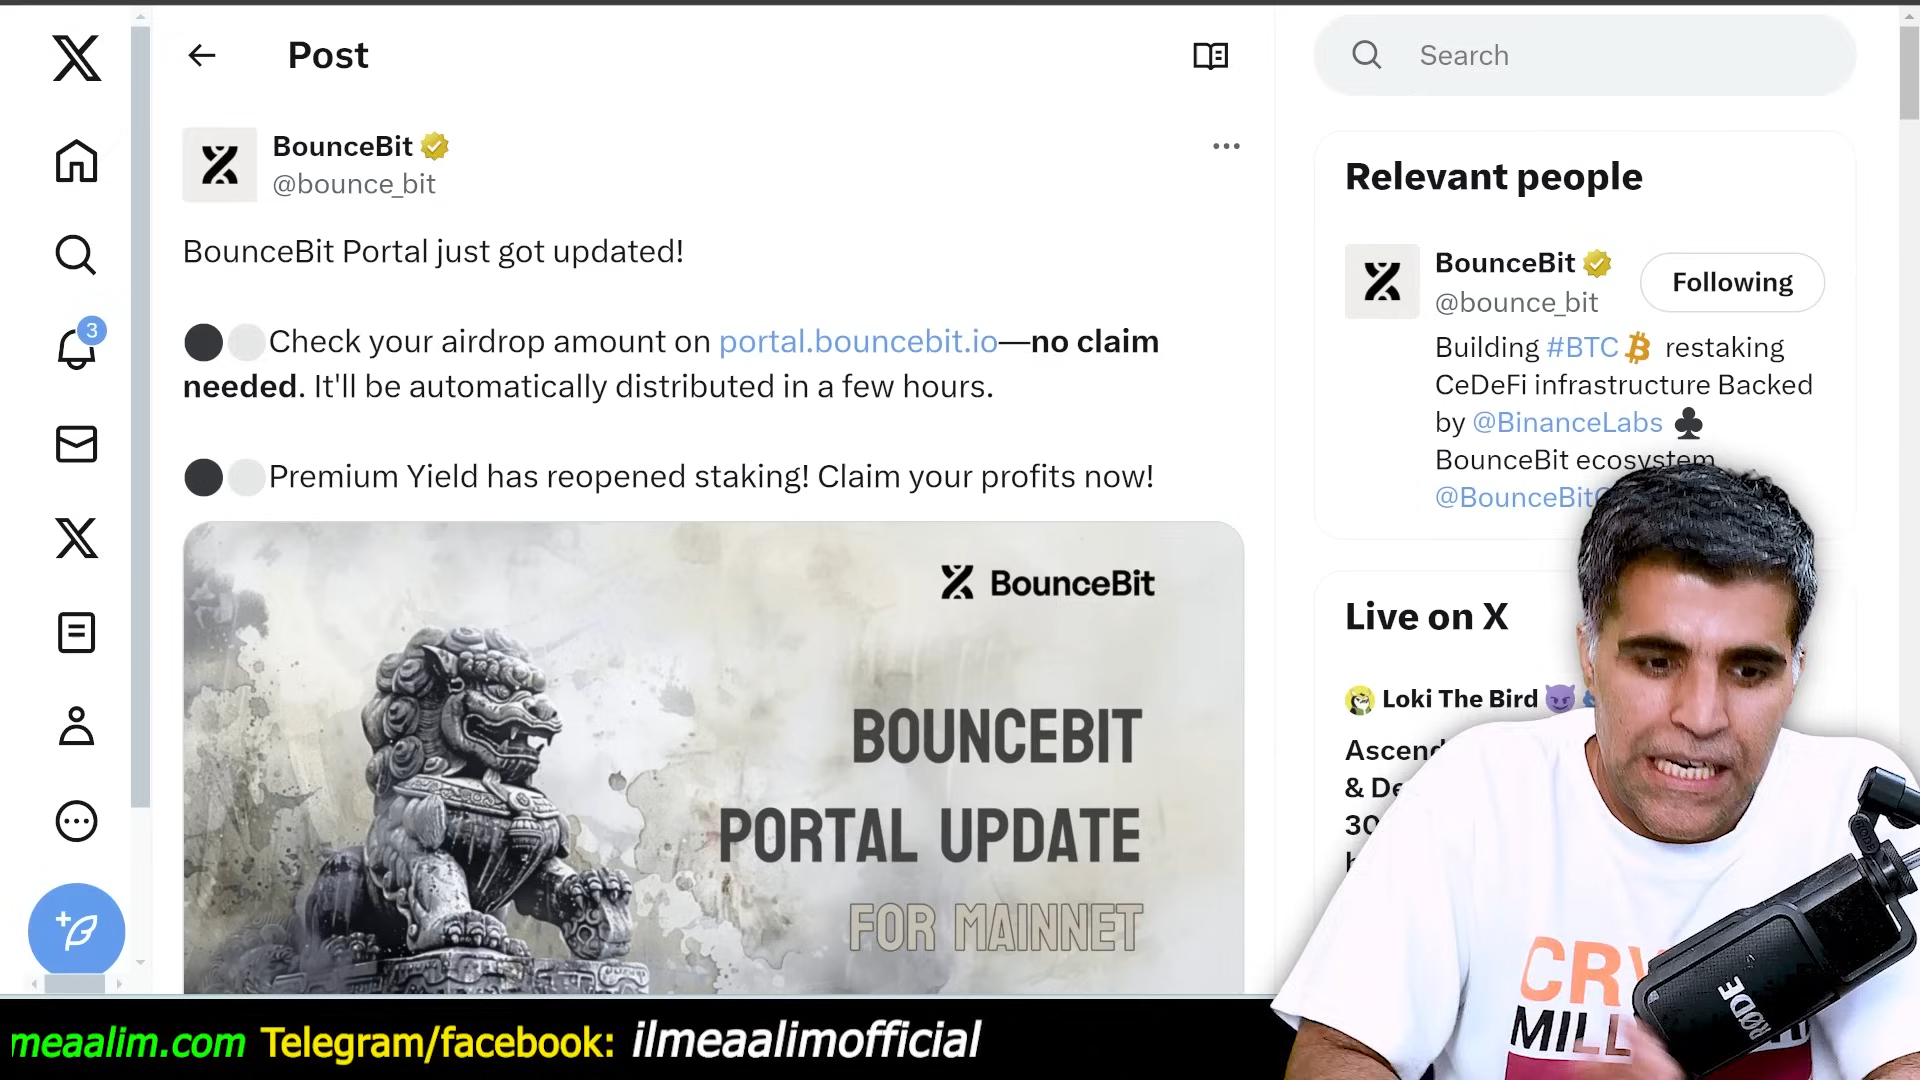 Post
Search
BounceBit
@bounce_bit
BounceBit Portal just got updated!
Check your airdrop amount on portal.bouncebit.io—no claim
needed. It'll be automatically distributed in a few hours.
Premium Yield has reopened staking! Claim your profits now!
BounceBit
BOUNCEBIT
PORTAL UPDATE
FOR MAINNET
3
Relevant people
BounceBit
@bounce_bit
Following
Building #BTC restaking
CeDeFi infrastructure Backed
by @BinanceLabs
BounceBit ecosystem
Live on X
Loki The Bird
& De
30
RØDE
meaalim.com Telegram/facebook: ilmeaalimofficial